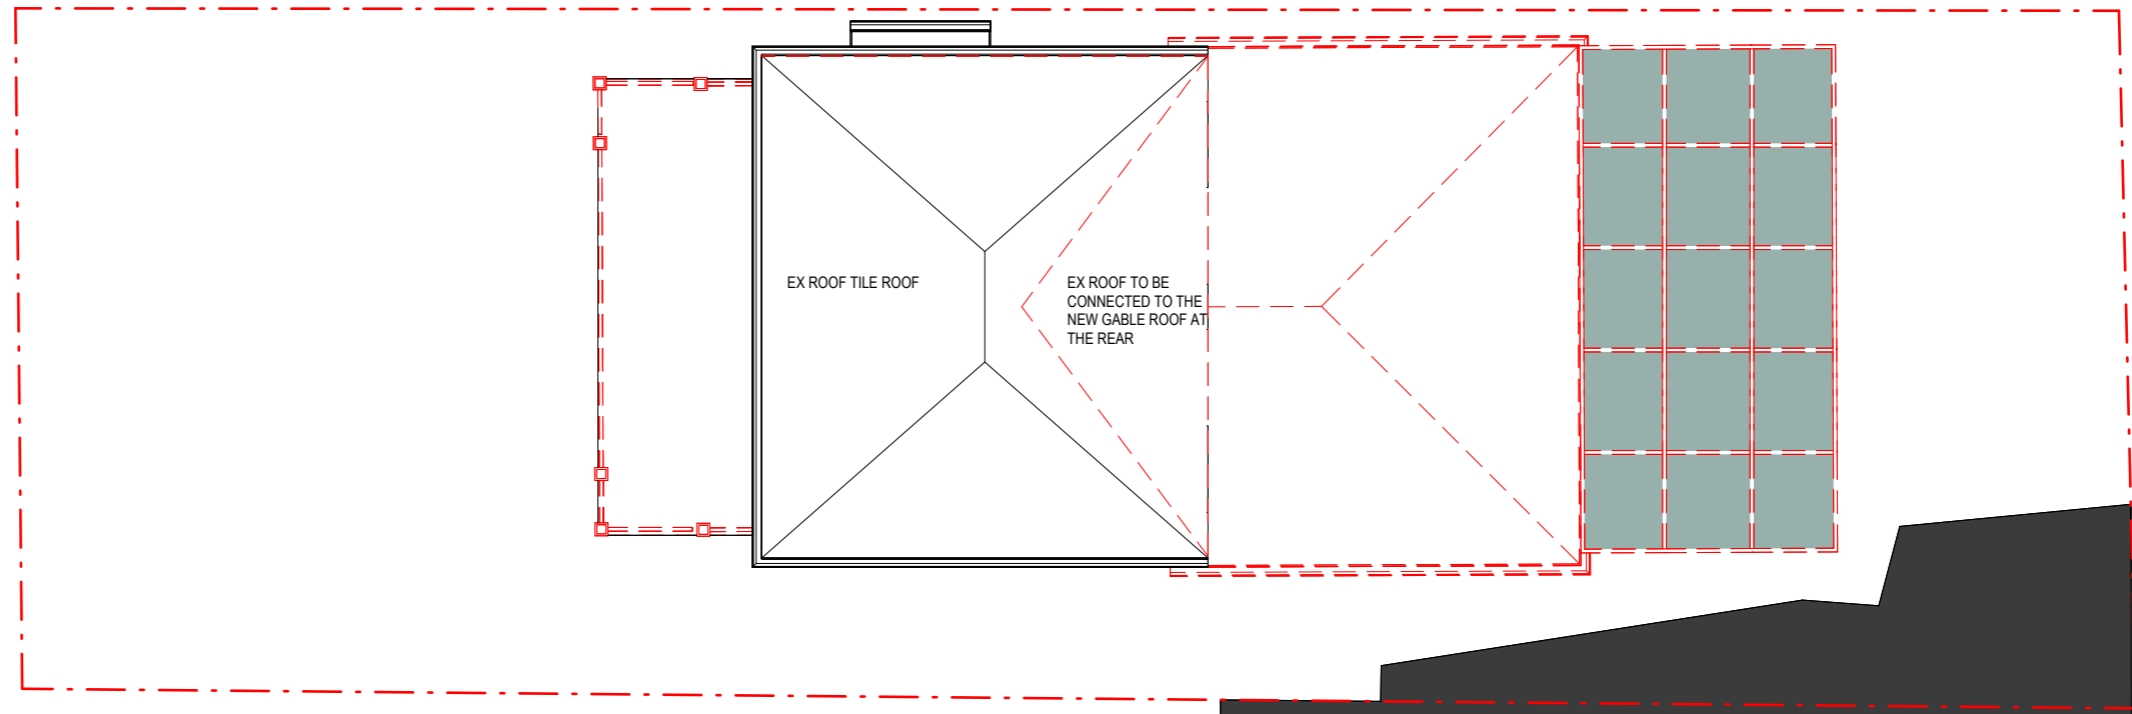 EX ROOF TILE ROOF
EX ROOF TO BE
CONNECTED TO THE
NEW GABLE ROOF AT
THE REAR